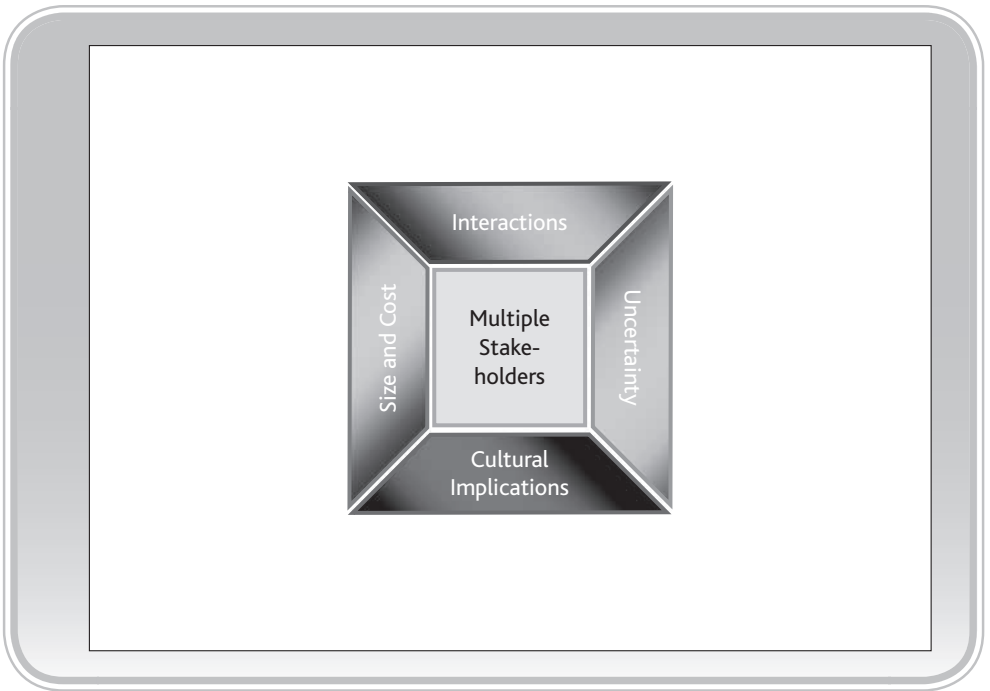 Interactions
Size and Cost
Multiple
Stake-
holders
Uncertainty
Cultural
Implications